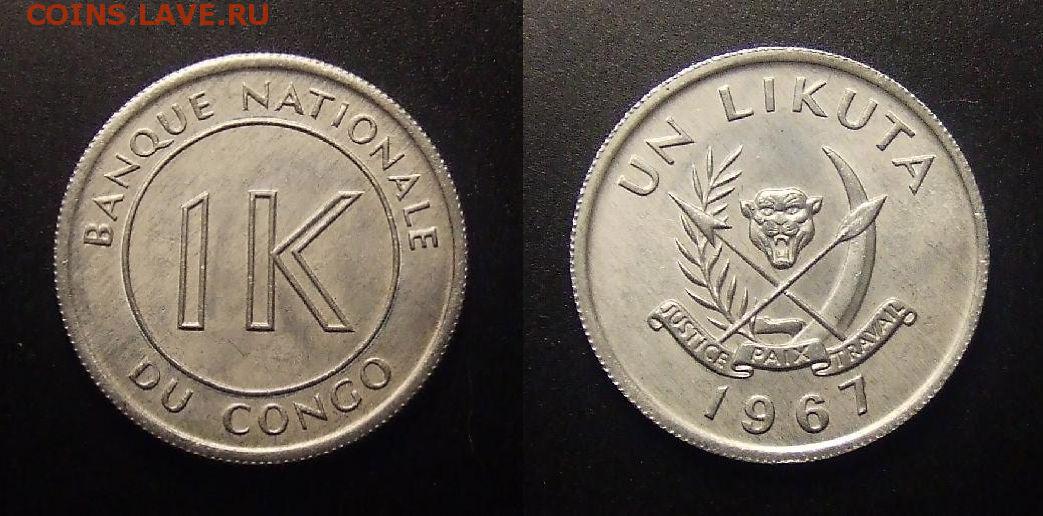 COINS.LAVE.RU
BANQUE NATIONALE
1K
DU CONGO
UN LIKUTA
JUSTICE PAIX TRAVAIL
1967